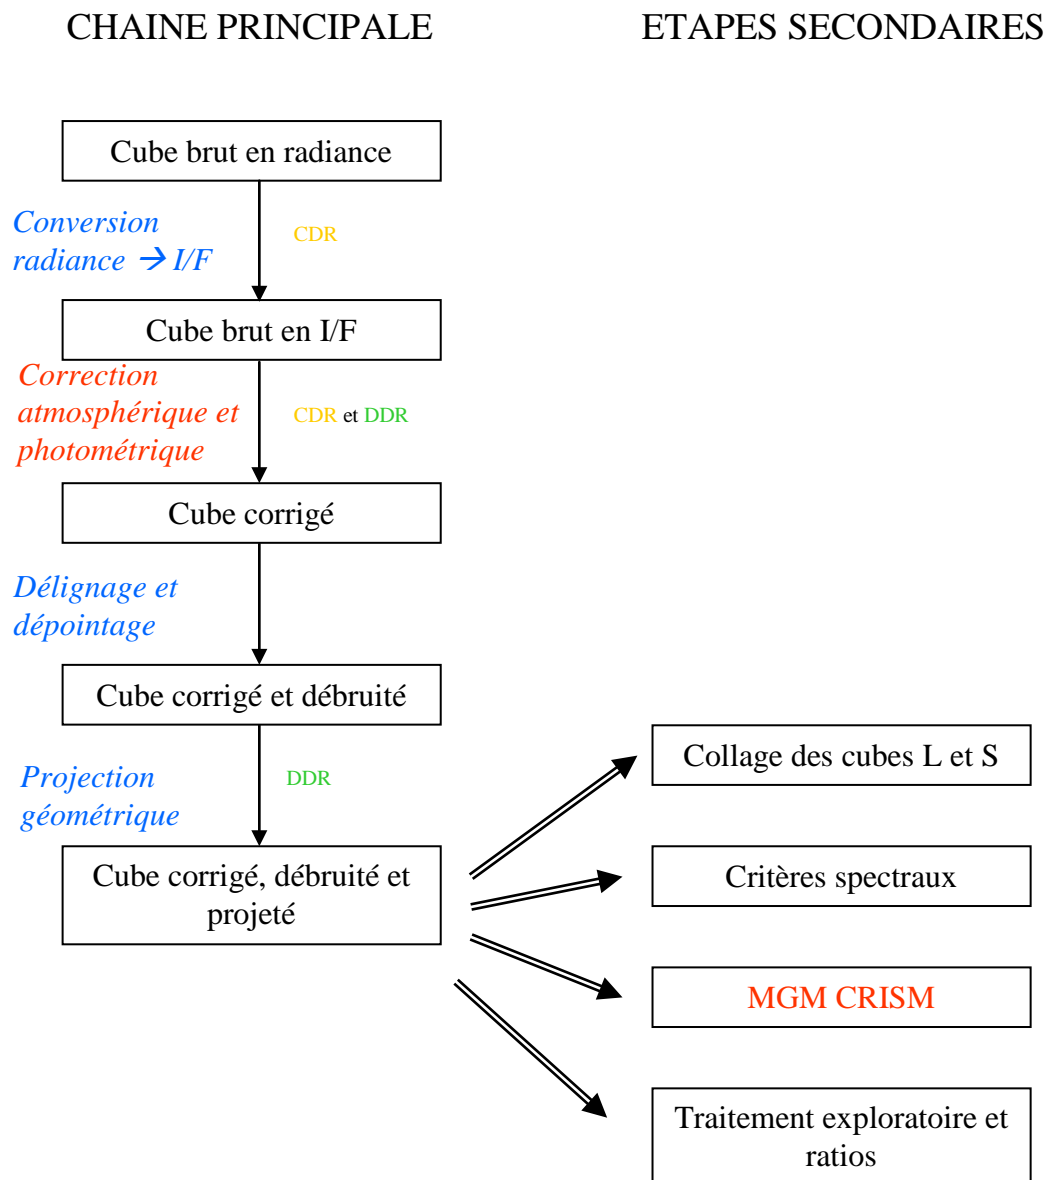 CHAINE PRINCIPALE
ETAPES SECONDAIRES
Cube brut en radiance
Conversion
radiance → I/F
CDR
Cube brut en I/F
Correction
atmosphérique et
photométrique
CDR et DDR
Cube corrigé
Délignage et
dépointage
Cube corrigé et débruité
Projection
géométrique
DDR
Cube corrigé, débruité et
projeté
Collage des cubes L et S
Critères spectraux
MGM CRISM
Traitement exploratoire et
ratios